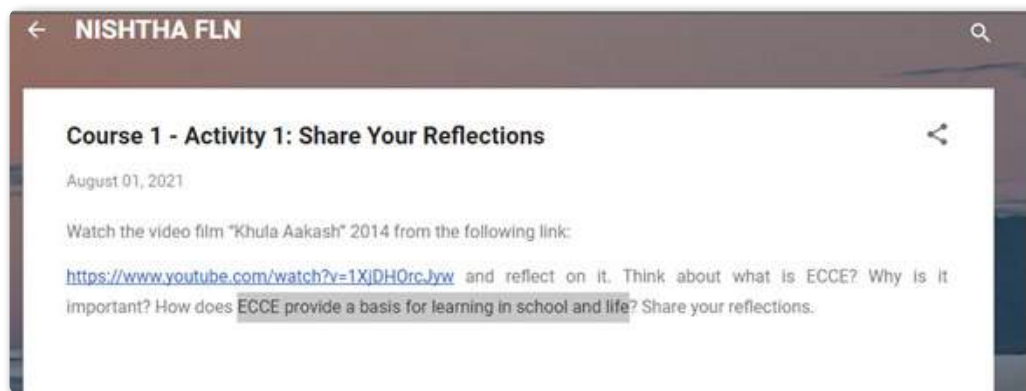 NISHTHA FLN
Course 1 - Activity 1: Share Your Reflections
August 01, 2021
Watch the video film "Khula Aakash" 2014 from the following link:
https://www.youtube.com/watch?v=1XjDHOrcJyw and reflect on it. Think about what is ECCE? Why is it
important? How does ECCE provide a basis for learning in school and life? Share your reflections.